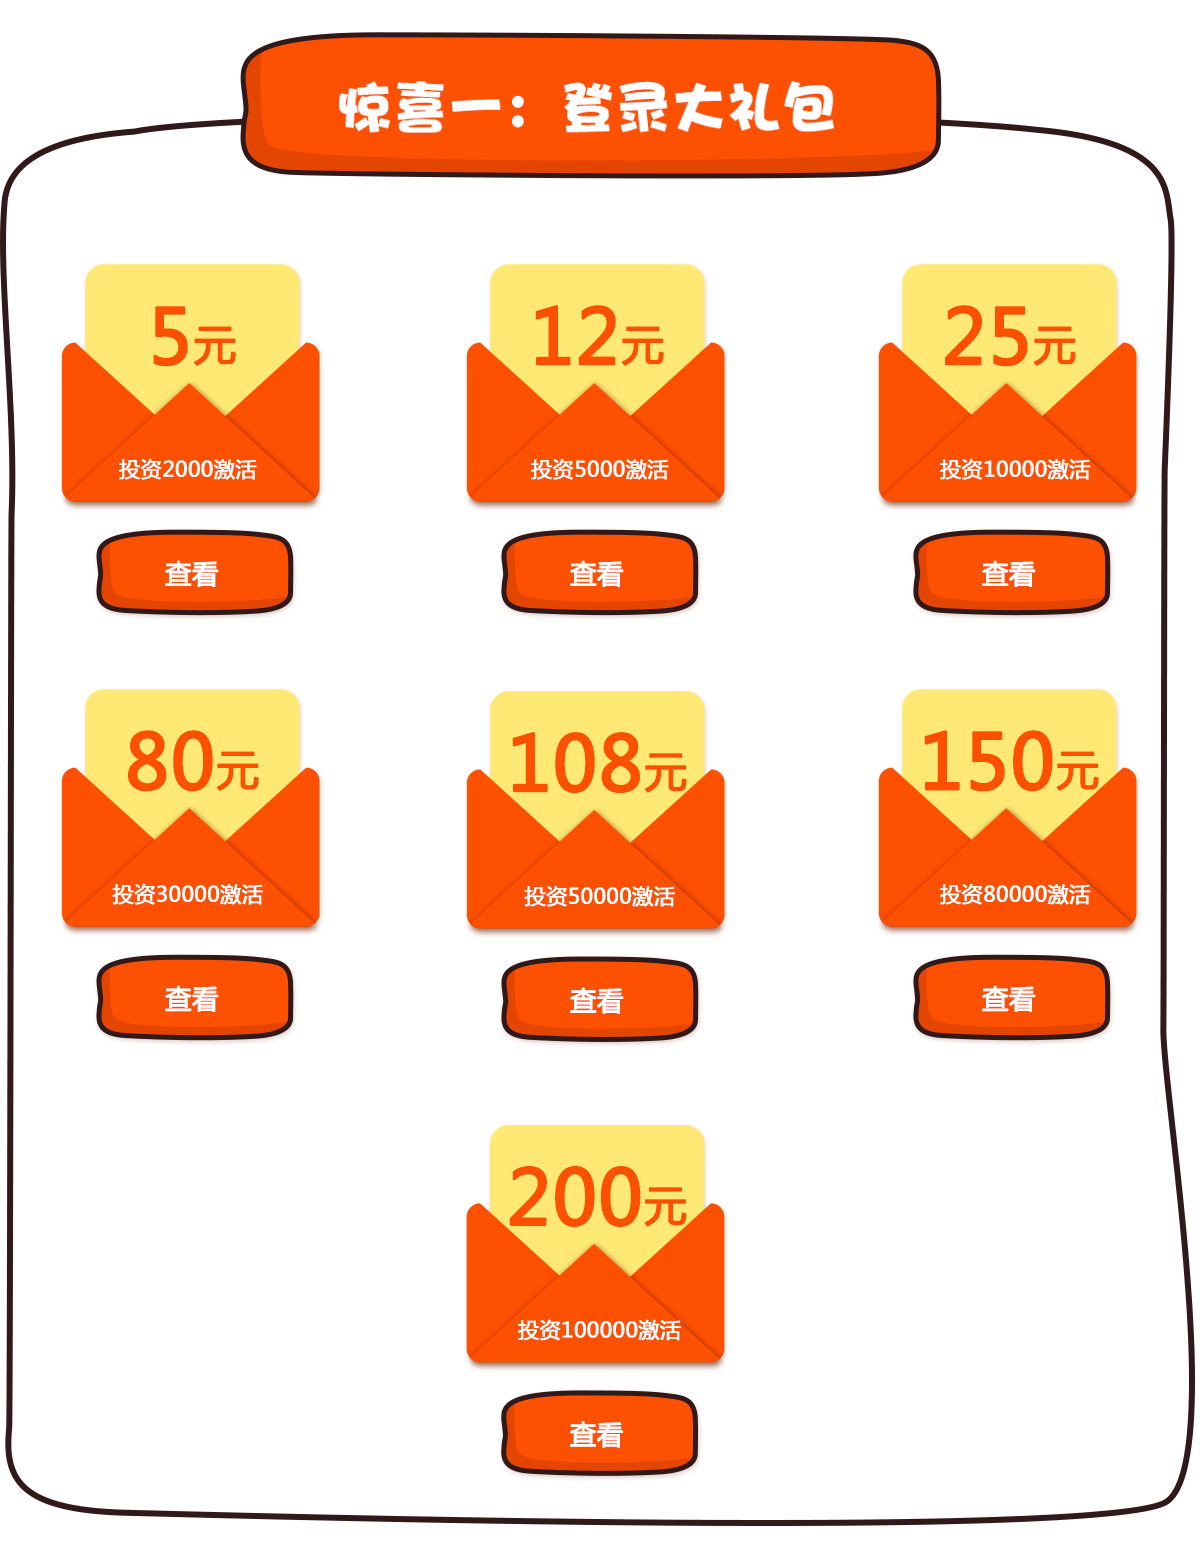 惊喜一：登录大礼包
5元
12元
25元
投资2000激活
投资5000激活
投资10000激活
查看
查看
查看
80元
108元
150元
投资30000激活
投资50000激活
投资80000激活
查看
查看
查看
200元
投资100000激活
查看